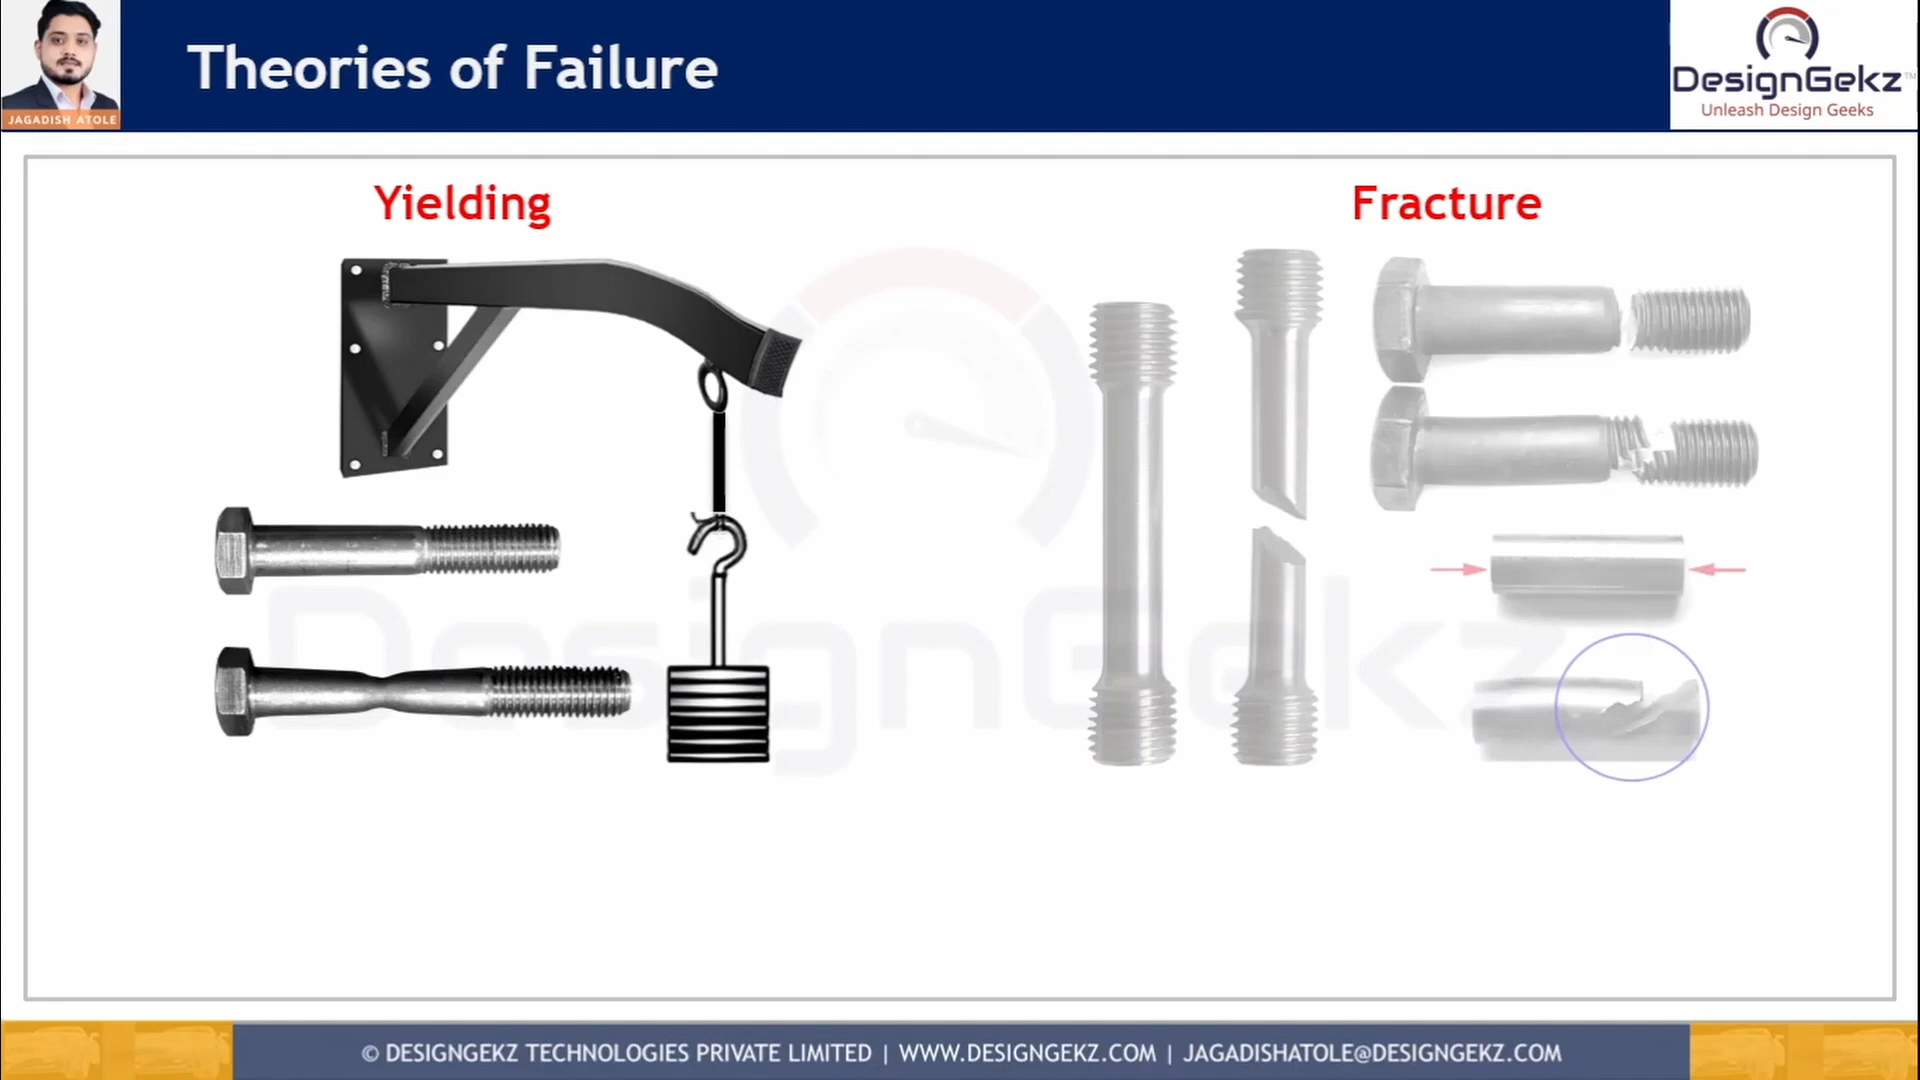 JAGADISH ATOLE
Theories of Failure
DesignGekz™
Unleash Design Geeks
Yielding
Fracture
DesignGekz
© DESIGNGEKZ TECHNOLOGIES PRIVATE LIMITED | WWW.DESIGNGEKZ.COM | JAGADISHATOLE@DESIGNGEKZ.COM